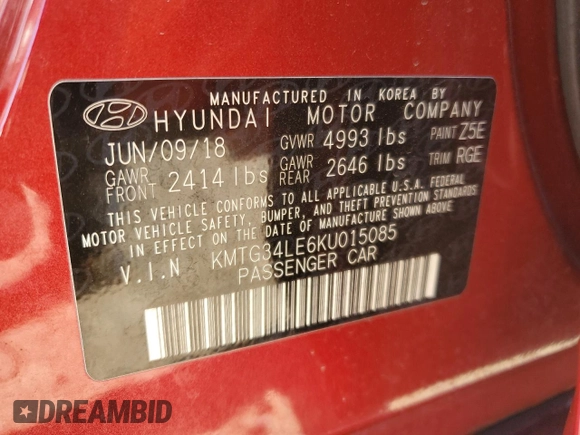 MANUFACTURED IN KOREA BY
HYUNDAI MOTOR COMPANY
JUN/09/18 GVWR 4993 lbs PAINT Z5E
GAWR FRONT 2414 lbs GAWR REAR 2646 lbs TRIM RGE
THIS VEHICLE CONFORMS TO ALL APPLICABLE U.S.A. FEDERAL
MOTOR VEHICLE SAFETY, BUMPER, AND THEFT PREVENTION STANDARDS
IN EFFECT ON THE DATE OF MANUFACTURE SHOWN ABOVE.
V.I.N KMTG34LE6KU015085
PASSENGER CAR
DREAMBID